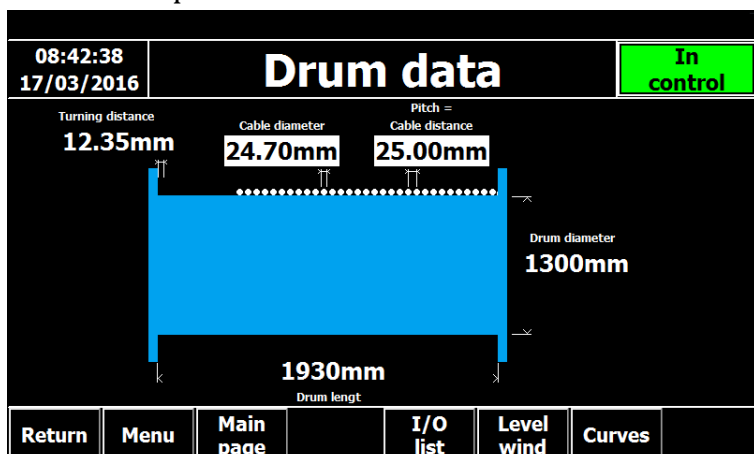 08:42:38
17/03/2016
Drum data
In
control
Turning distance
12.35mm
Cable diameter
24.70mm
Pitch =
Cable distance
25.00mm
Drum diameter
1300mm
1930mm
Drum lengt
Return
Menu
Main
page
I/O
list
Level
wind
Curves